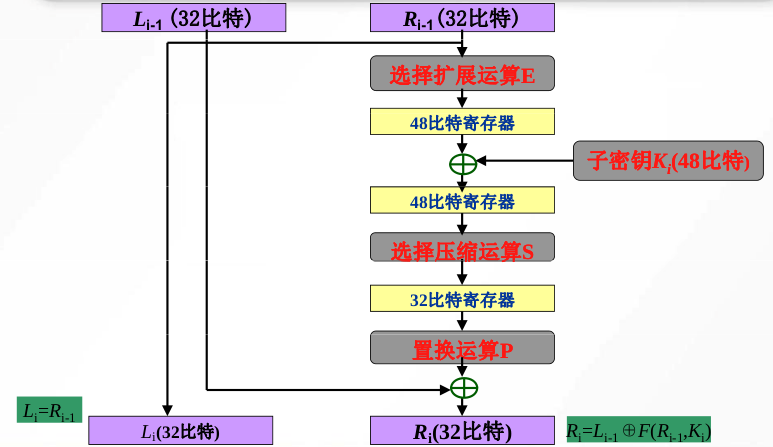 L_{i-1} (32比特)
R_{i-1} (32比特)
选择扩展运算E
48比特寄存器
子密钥K_i(48比特)
48比特寄存器
选择压缩运算S
32比特寄存器
置换运算P
L_i=R_{i-1}
L_i(32比特)
R_i(32比特)
R_i=L_{i-1}⊕F(R_{i-1},K_i)